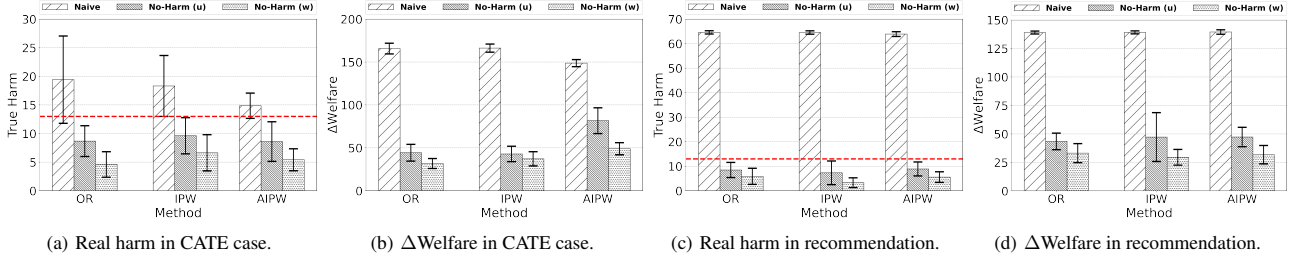 Naive No-Harm (u) No-Harm (w)
30
25
20
15
10
5
0
True Harm
OR IPW AIPW
Method
(a) Real harm in CATE case.
Naive No-Harm (u) No-Harm (w)
200
150
100
50
0
ΔWelfare
OR IPW AIPW
Method
(b) ΔWelfare in CATE case.
Naive No-Harm (u) No-Harm (w)
70
60
50
40
30
20
10
0
True Harm
OR IPW AIPW
Method
(c) Real harm in recommendation.
Naive No-Harm (u) No-Harm (w)
150
125
100
75
50
25
0
ΔWelfare
OR IPW AIPW
Method
(d) ΔWelfare in recommendation.